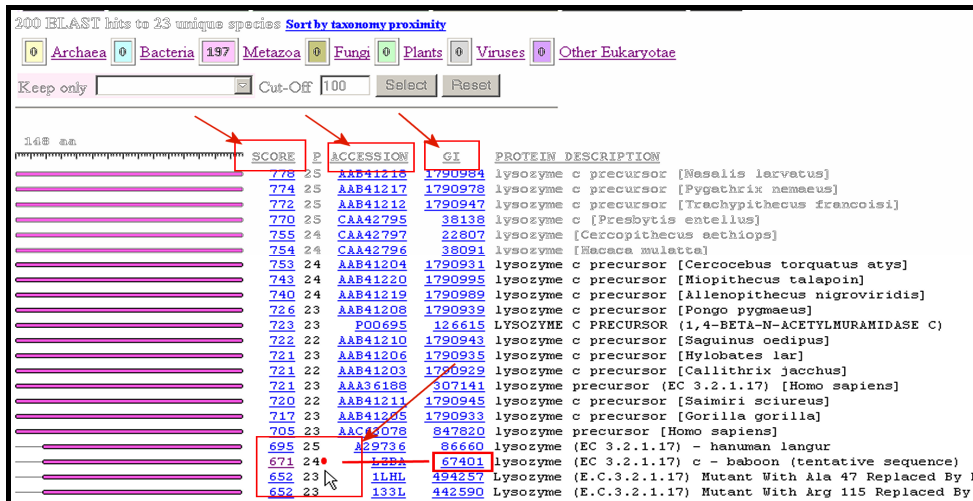 200 BLAST hits to 23 unique species Sort by taxonomy proximity
0 Archaea 0 Bacteria 197 Metazoa 0 Fungi 0 Plants 0 Viruses 0 Other Eukaryotae
Keep only Cut-Off 100 Select Reset
148 aa
SCORE P ACCESSION GI PROTEIN DESCRIPTION
778 25 AAB41218 1790984 lysozyme c precursor [Nasalis larvatus]
774 25 AAB41217 1790978 lysozyme c precursor [Pygathrix nemaeus]
772 25 AAB41212 1790947 lysozyme c precursor [Trachypithecus francoisi]
770 25 CAA42795 38138 lysozyme c [Presbytis entellus]
755 24 CAA42797 22807 lysozyme [Cercopithecus aethiops]
754 24 CAA42796 38091 lysozyme [Macaca mulatta]
753 24 AAB41204 1790931 lysozyme c precursor [Cercocebus torquatus atys]
743 24 AAB41220 1790995 lysozyme c precursor [Miopithecus talapoin]
740 24 AAB41219 1790989 lysozyme c precursor [Allenopithecus nigroviridis]
726 23 AAB41208 1790939 lysozyme c precursor [Pongo pygmaeus]
723 23 P00695 126615 LYSOZYME C PRECURSOR (1,4-BETA-N-ACETYLMURAMIDASE C)
722 22 AAB41210 1790943 lysozyme c precursor [Saguinus oedipus]
721 23 AAB41206 1790935 lysozyme c precursor [Hylobates lar]
721 22 AAB41203 1790929 lysozyme c precursor [Callithrix jacchus]
721 23 AAA36188 307141 lysozyme precursor (EC 3.2.1.17) [Homo sapiens]
720 22 AAB41211 1790945 lysozyme c precursor [Saimiri sciureus]
717 23 AAB41205 1790933 lysozyme c precursor [Gorilla gorilla]
705 23 AAC63078 847820 lysozyme precursor [Homo sapiens]
695 25 A29736 86660 lysozyme (EC 3.2.1.17) - hanuman langur
671 24 LZBA 67401 lysozyme (EC 3.2.1.17) c - baboon (tentative sequence)
652 23 1LHL 494257 lysozyme (E.C.3.2.1.17) Mutant With Ala 47 Replaced By
652 23 133L 442590 lysozyme (E.C.3.2.1.17) Mutant With Arg 115 Replaced By